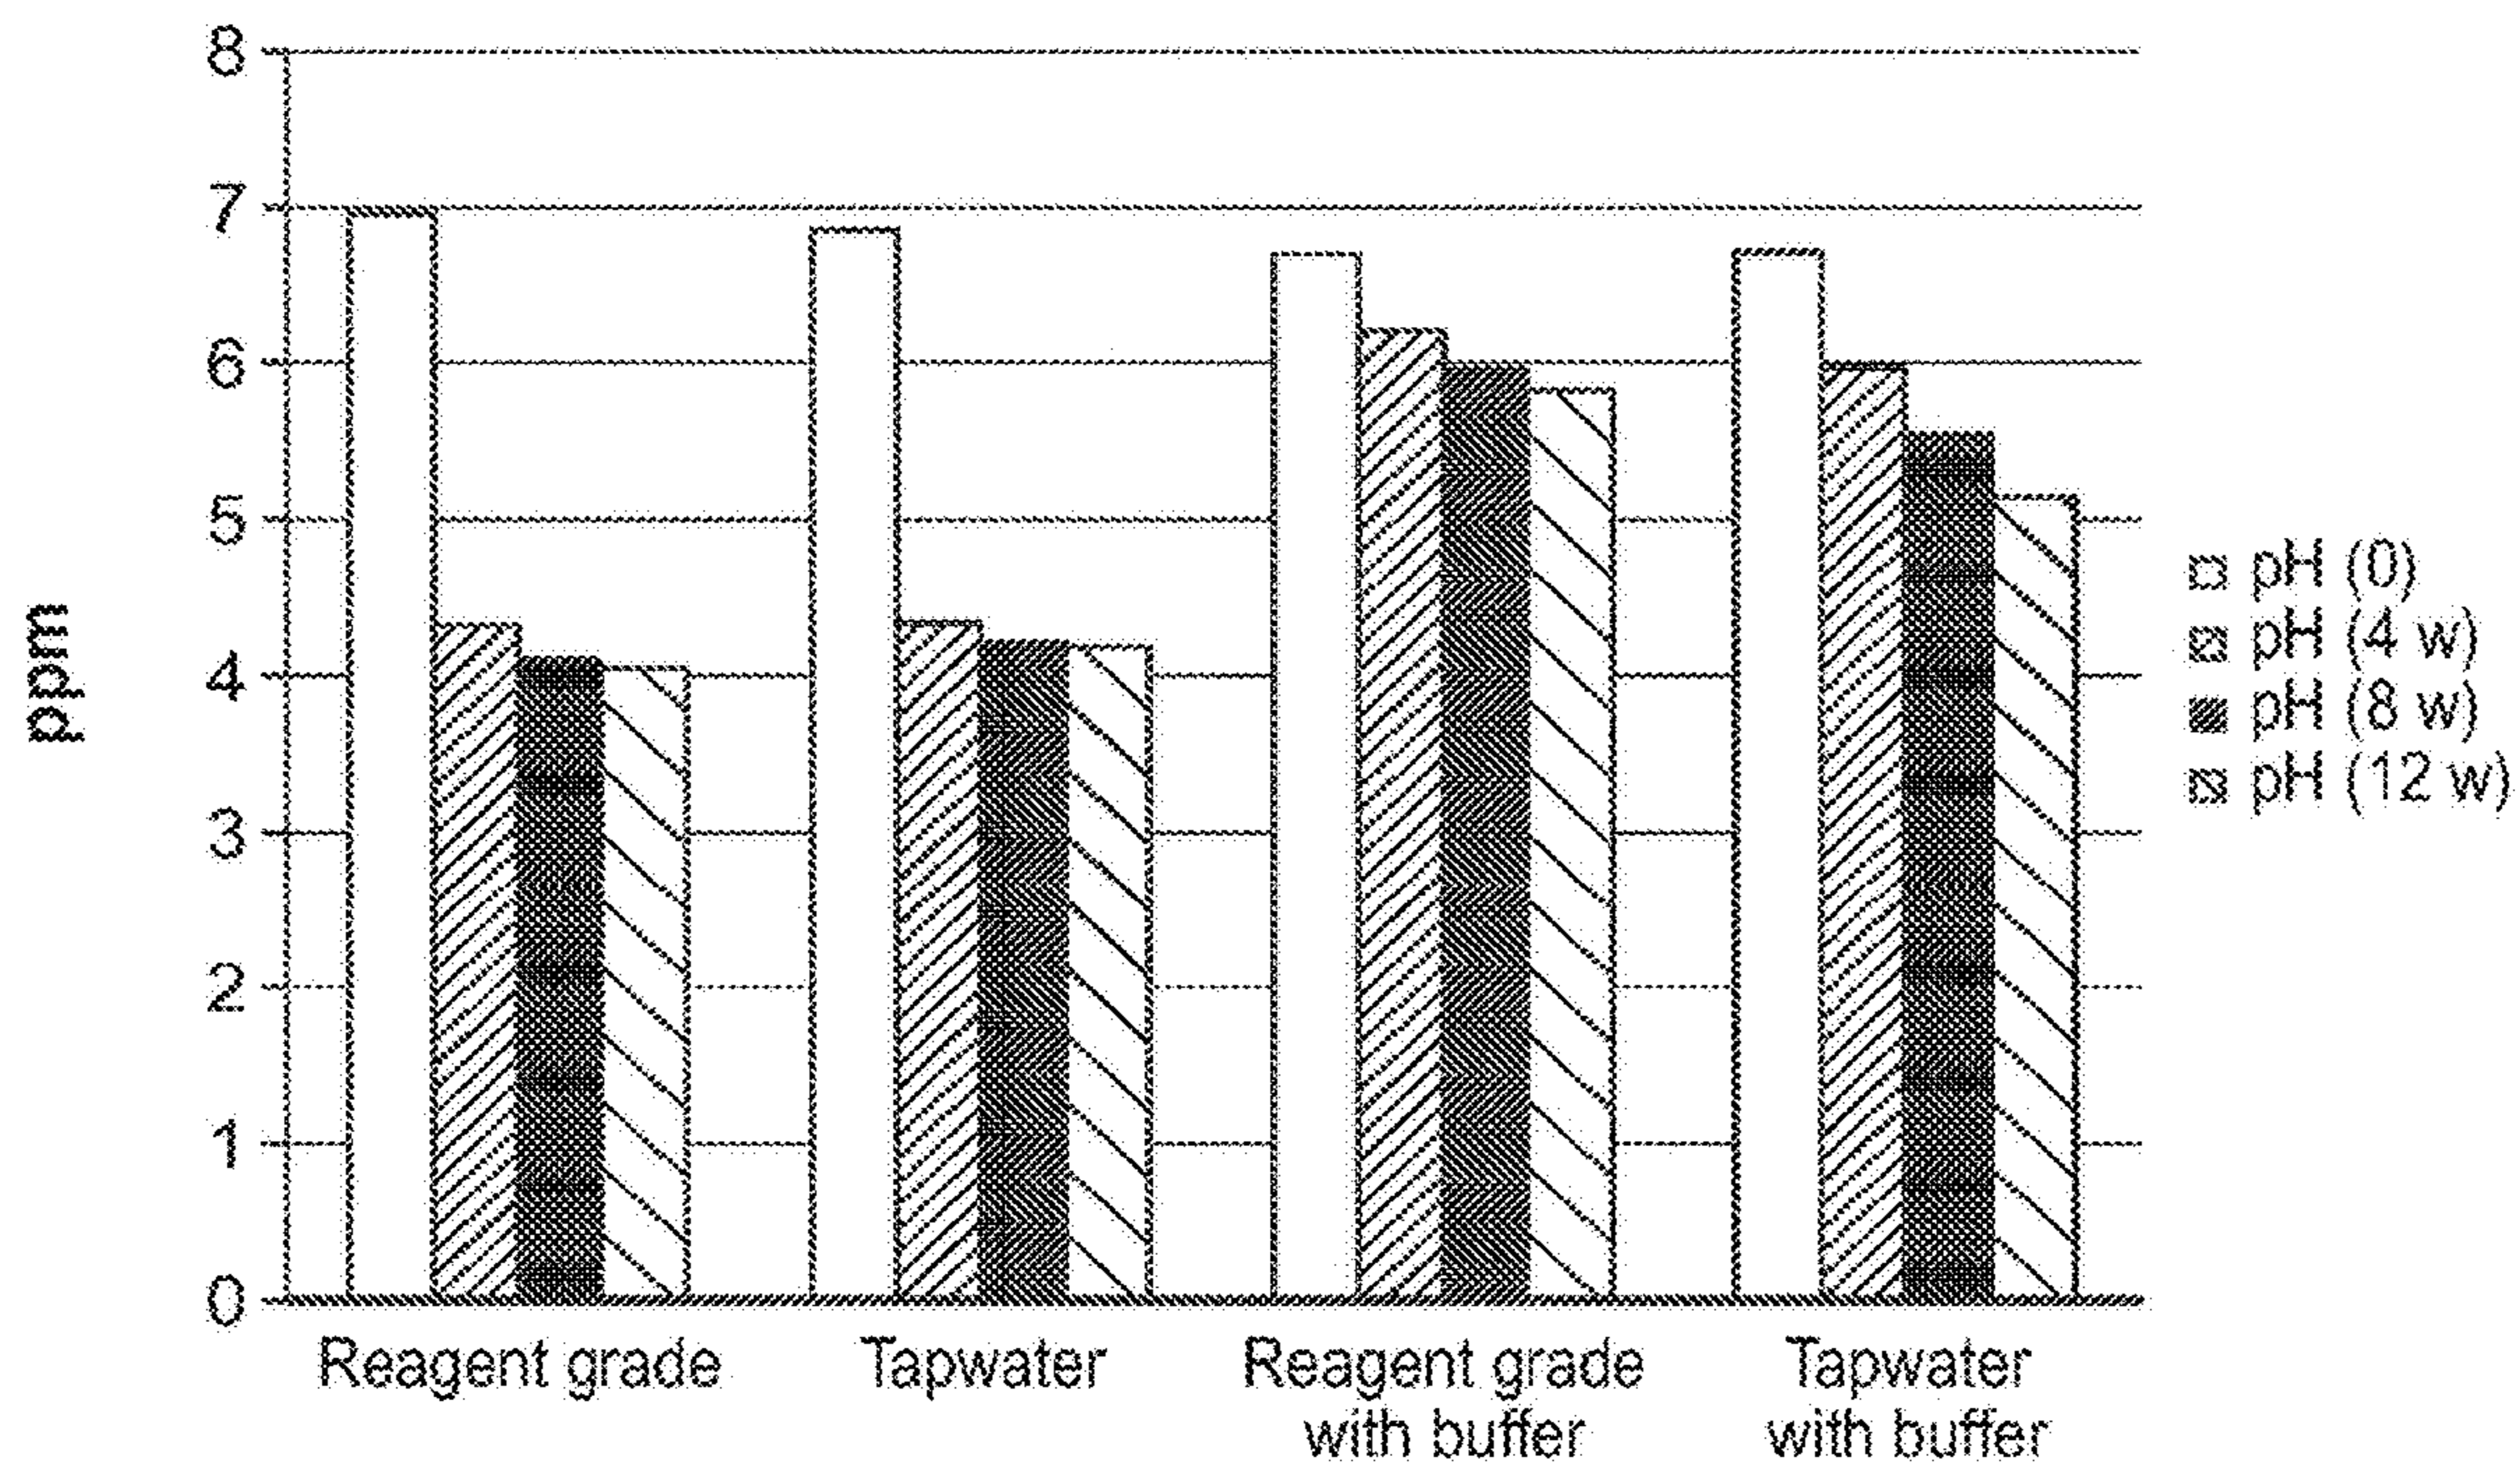 8
7
6
5
4
3
2
1
0
ppm
Reagent grade
Tapwater
Reagent grade
with buffer
Tapwater
with buffer
pH (0)
pH (4 w)
pH (8 w)
pH (12 w)